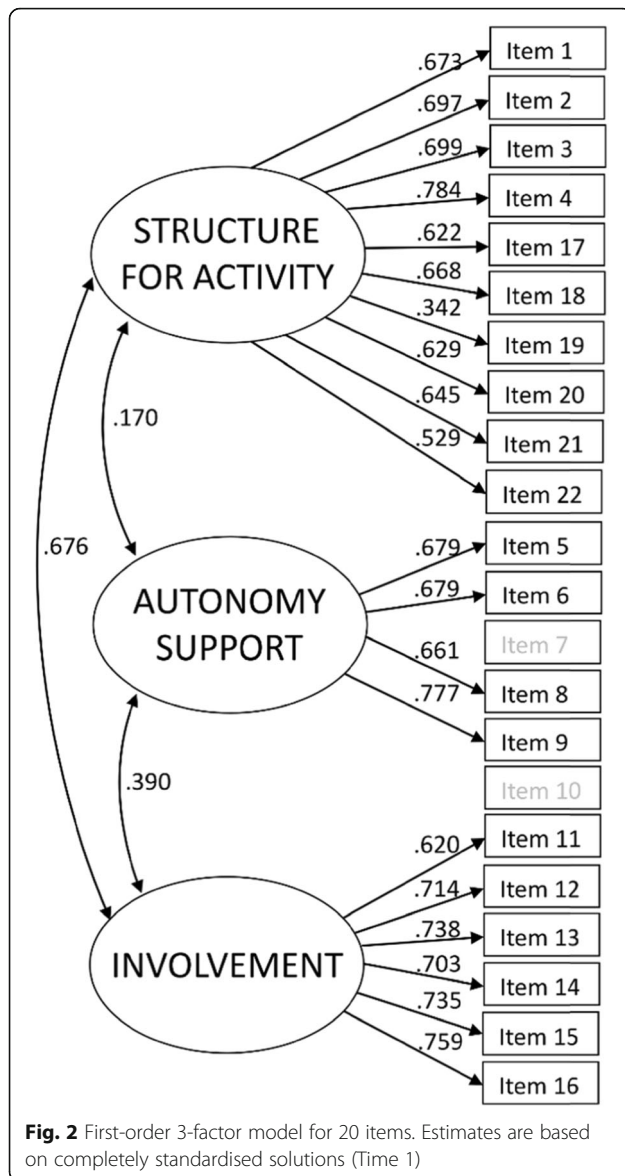 .673
Item 1
.697
Item 2
.699
Item 3
.784
Item 4
STRUCTURE
FOR ACTIVITY
.622
Item 17
.668
Item 18
.342
Item 19
.629
Item 20
.645
Item 21
.529
Item 22
.170
.676
.679
Item 5
.679
Item 6
AUTONOMY
SUPPORT
Item 7
.661
Item 8
.777
Item 9
.390
Item 10
.620
Item 11
.714
Item 12
.738
Item 13
INVOLVEMENT
.703
Item 14
.735
Item 15
.759
Item 16
Fig. 2 First-order 3-factor model for 20 items. Estimates are based
on completely standardised solutions (Time 1)